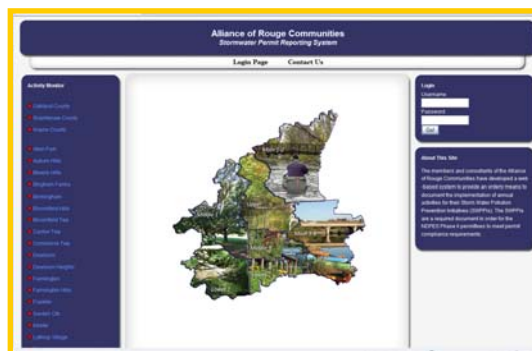 Alliance of Rouge Communities
Stormwater Permit Reporting System
Login Page Contact Us
Activity Monitor
Oakland County
Washtenaw County
Wayne County
Allen Park
Auburn Hills
Beverly Hills
Bingham Farms
Birmingham
Bloomfield Hills
Bloomfield Twp
Canton Twp
Commerce Twp
Dearborn
Dearborn Heights
Farmington
Farmington Hills
Franklin
Garden City
Inkster
Lathrup Village
Login
Username
Password
Go!
About This Site
The members and consultants of the Alliance
of Rouge Communities have developed a web
-based system to provide an orderly means to
document the implementation of annual
activities for their Storm Water Pollution
Prevention Initiatives (SWPPIs). The SWPPIs
are a required document in order for the
NDPES Phase II permittees to meet permit
compliance requirements.